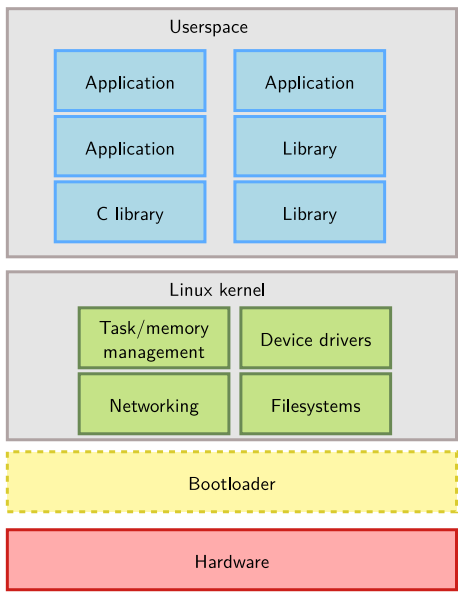 Userspace
Application
Application
Application
Library
C library
Library
Linux kernel
Task/memory
management
Device drivers
Networking
Filesystems
Bootloader
Hardware